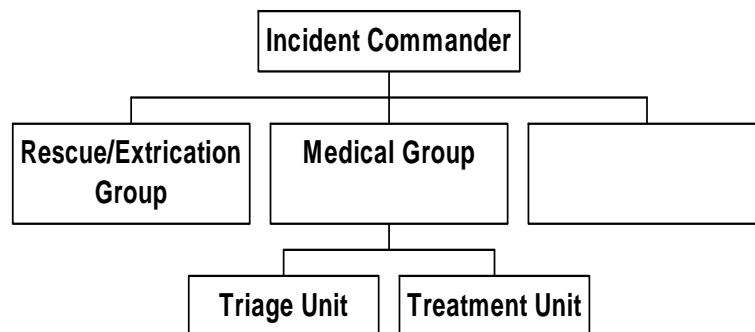 Incident Commander
Rescue/Extrication
Group
Medical Group
Triage Unit
Treatment Unit